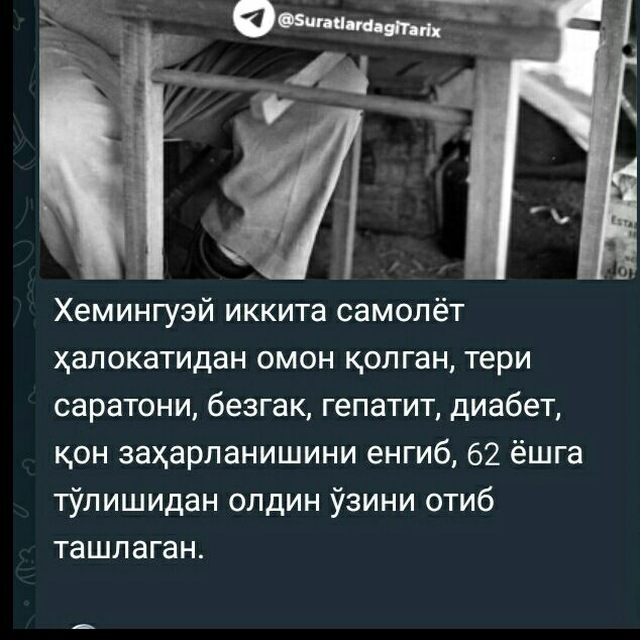 @SuratlardagiTarix
Хемингуэй иккита самолёт
ҳалокатидан омон қолган, тери
саратони, безгак, гепатит, диабет,
қон заҳарланишини енгиб, 62 ёшга
тўлишидан олдин ўзини отиб
ташлаган.